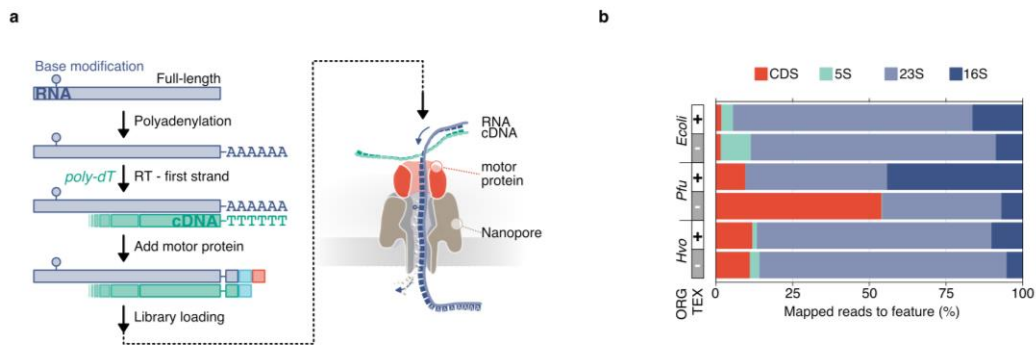 a
Base modification
Full-length
RNA
Polyadenylation
AAAAAA
poly-dT RT - first strand
AAAAAA
cDNA TTTTTT
Add motor protein
Library loading
RNA
cDNA
motor
protein
Nanopore
b
CDS 5S 23S 16S
Ecoli + -
Pfu + -
Hvo + -
ORG
TEX
0 25 50 75 100
Mapped reads to feature (%)